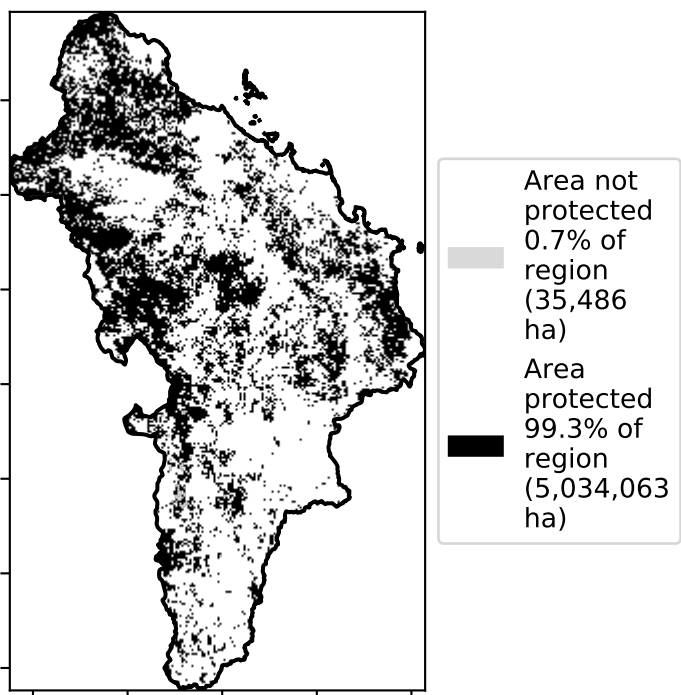 Area not
protected
0.7% of
region
(35,486
ha)
Area
protected
99.3% of
region
(5,034,063
ha)